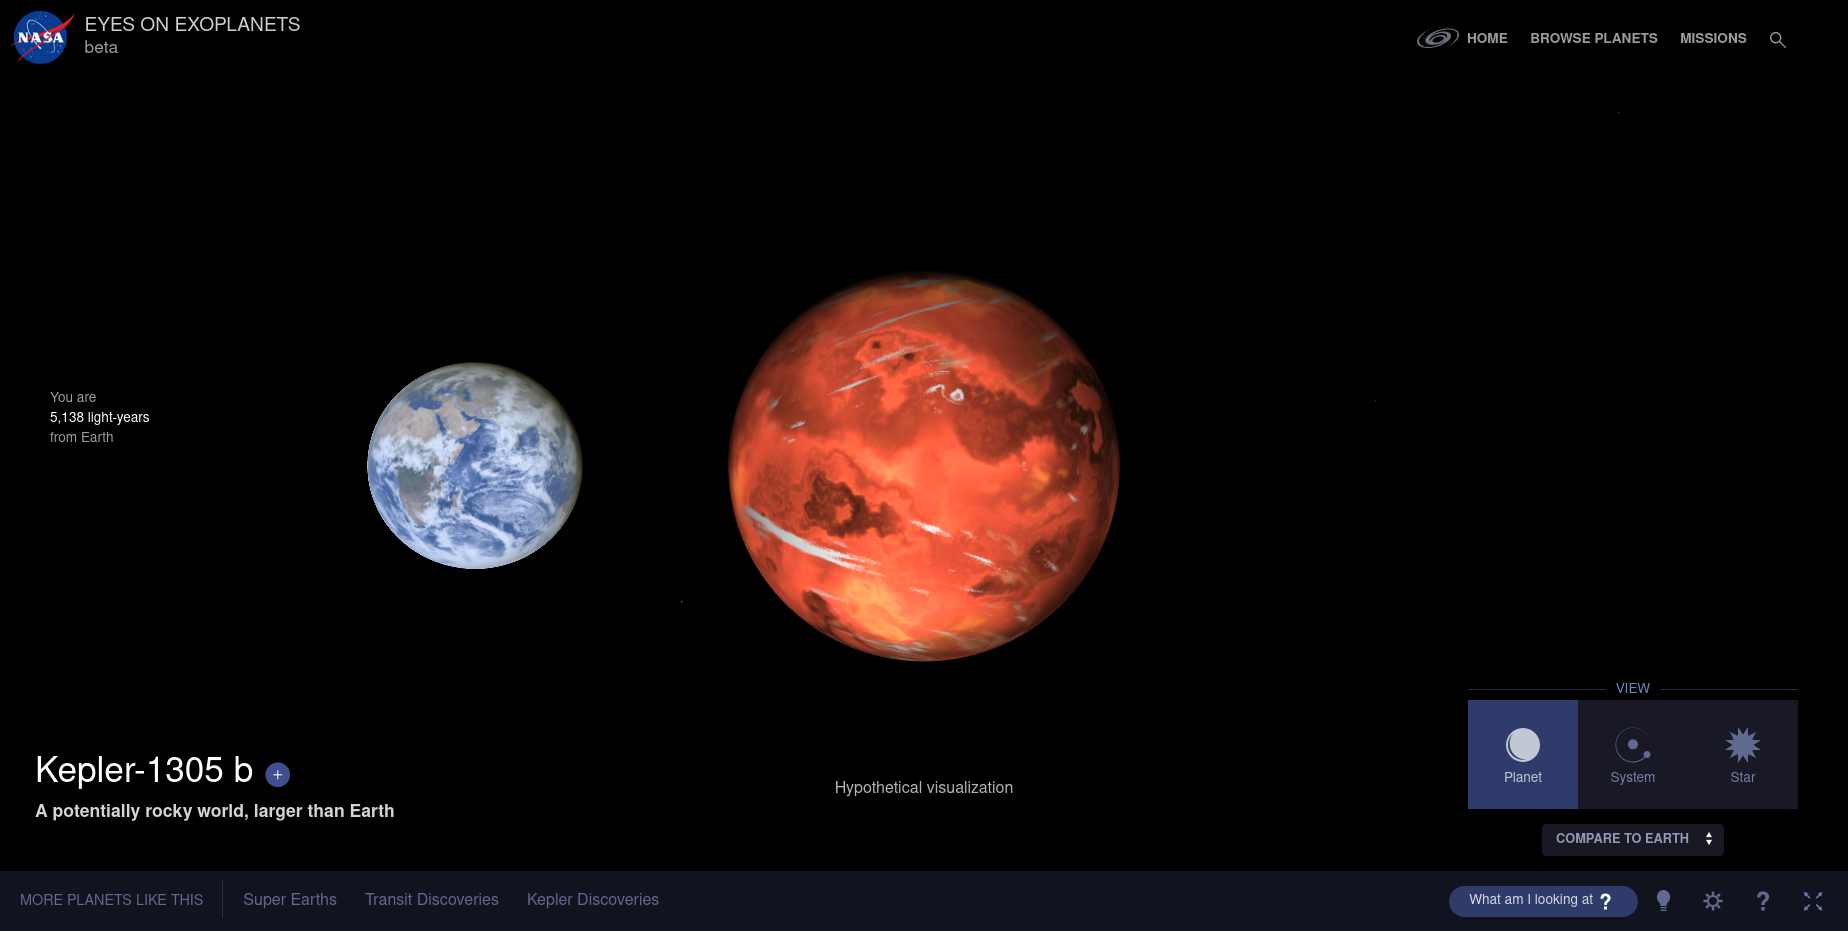 NASA
EYES ON EXOPLANETS
beta
HOME
BROWSE PLANETS
MISSIONS
You are
5,138 light-years
from Earth
Kepler-1305 b +
A potentially rocky world, larger than Earth
Hypothetical visualization
VIEW
Planet
System
Star
COMPARE TO EARTH
MORE PLANETS LIKE THIS
Super Earths
Transit Discoveries
Kepler Discoveries
What am I looking at ?
?